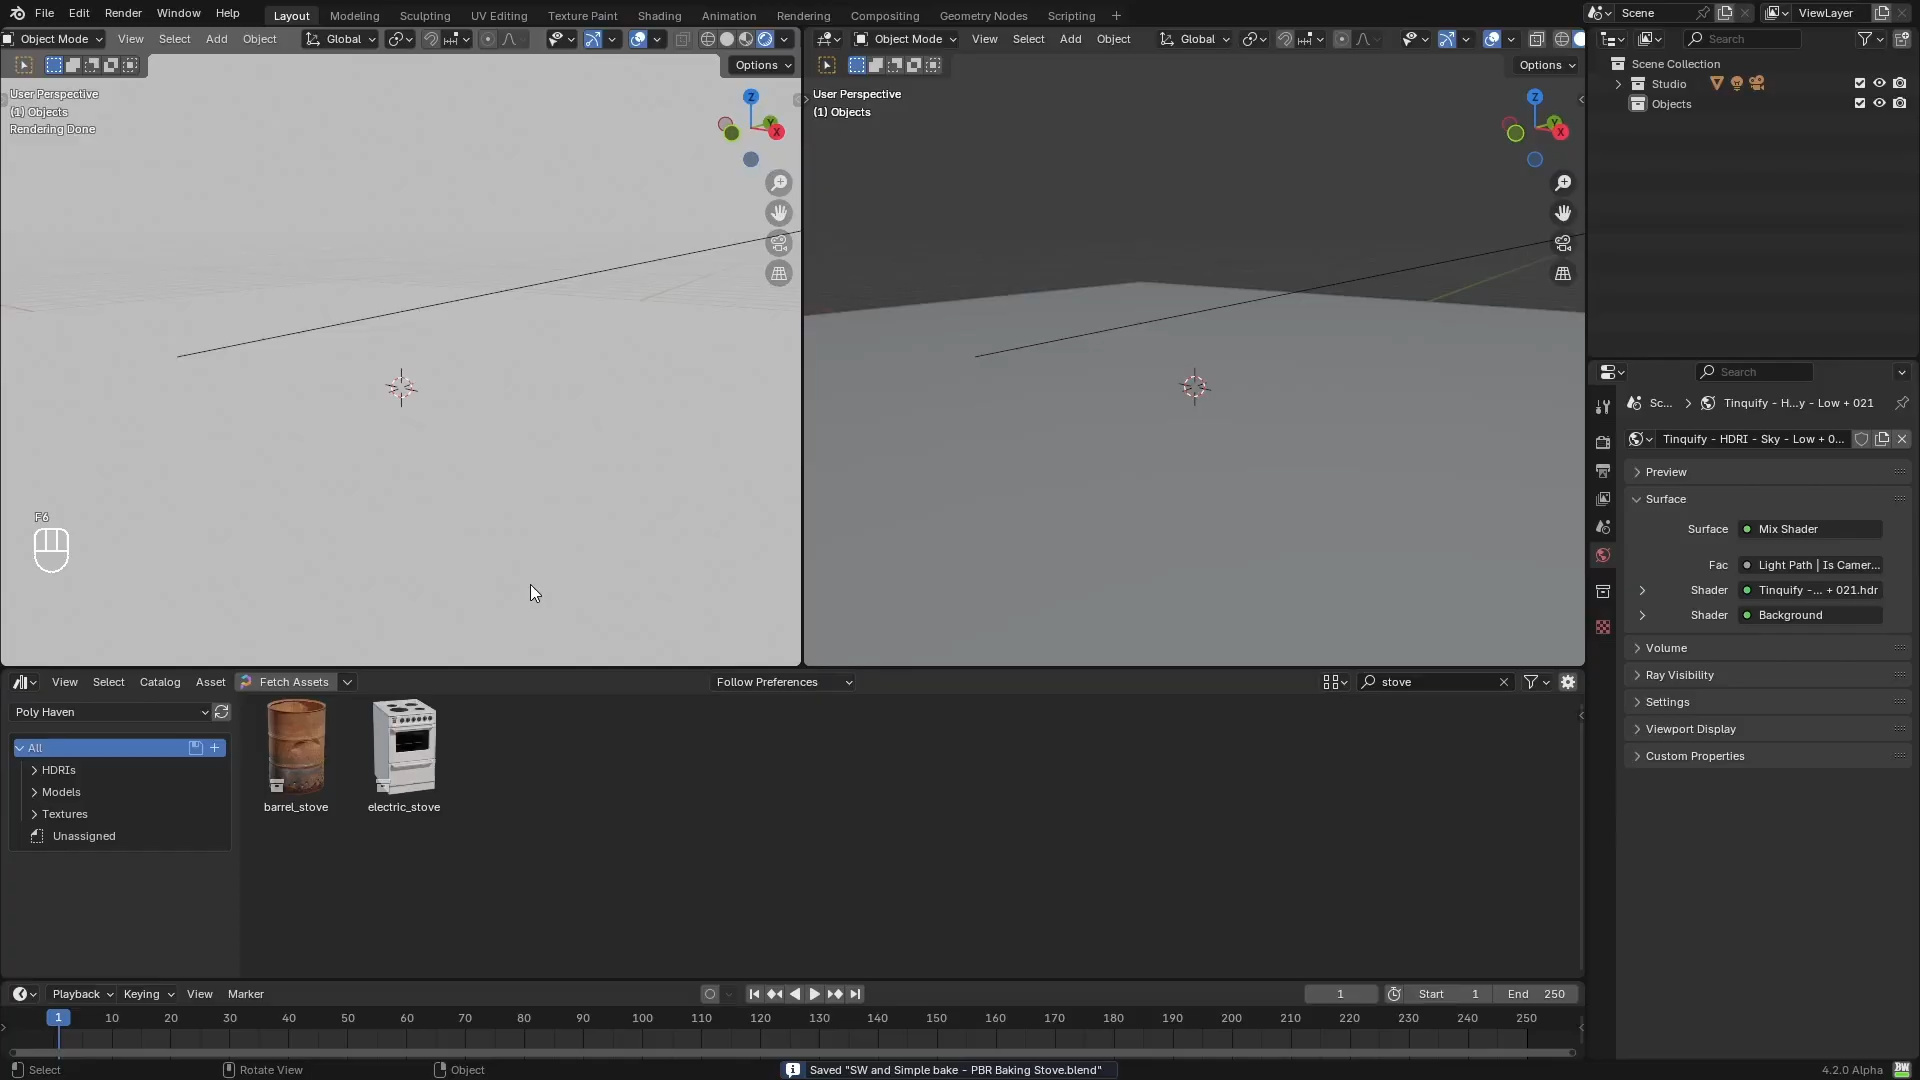 File Edit Render Window Help Layout Modeling Sculpting UV Editing Texture Paint Shading Animation Rendering Compositing Geometry Nodes Scripting + Scene ViewLayer
Object Mode View Select Add Object Global Object Mode View Select Add Object Global Search
Options Options
Scene Collection
Studio
Objects
User Perspective
(1) Objects
Rendering Done
Z
Y
X
User Perspective
(1) Objects
Z
Y
X
F6
Search
Sc... Tinquify - H...y - Low + 021
Tinquify - HDRI - Sky - Low + 0...
Preview
Surface
Surface Mix Shader
Fac Light Path | Is Camer...
Shader Tinquify -... + 021.hdr
Shader Background
Volume
Ray Visibility
Settings
Viewport Display
Custom Properties
View Select Catalog Asset Fetch Assets Follow Preferences stove
Poly Haven
All
HDRIs
Models
Textures
Unassigned
barrel_stove electric_stove
Playback Keying View Marker 1 Start 1 End 250
1 10 20 30 40 50 60 70 80 90 100 110 120 130 140 150 160 170 180 190 200 210 220 230 240 250
Select Rotate View Object Saved "SW and Simple bake - PBR Baking Stove.blend" 4.2.0 Alpha BW